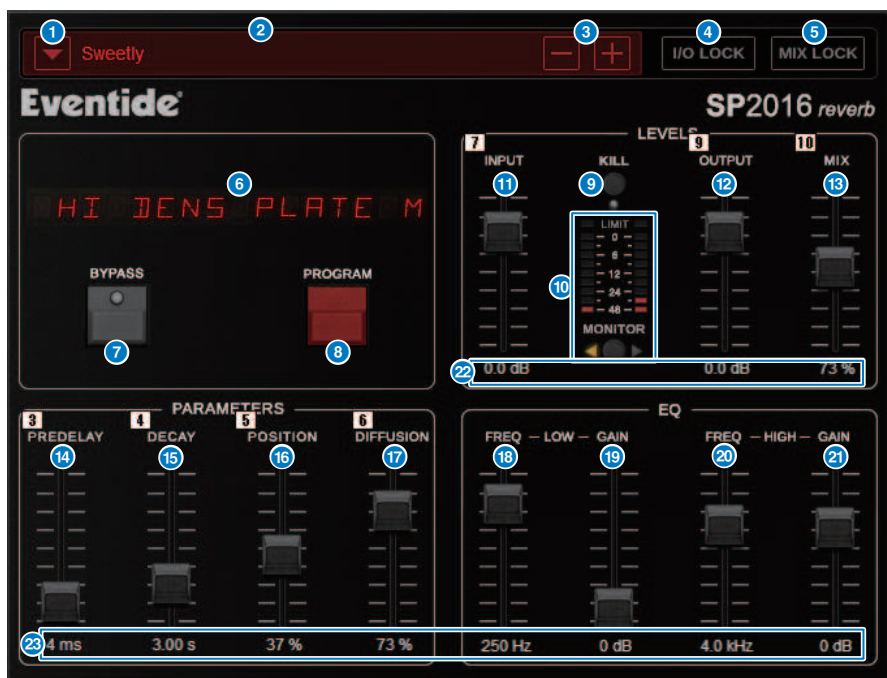 1 2 3 4 5
Sweetly − + I/O LOCK MIX LOCK
Eventide® SP2016 reverb
LEVELS
7 9 10
INPUT KILL OUTPUT MIX
6 11 9 12 13
HI DENS PLATE M
LIMIT
0
6
12
24
48
10
BYPASS PROGRAM
MONITOR
7 8
22 0.0 dB 0.0 dB 73 %
PARAMETERS
3 4 5 6
PREDELAY DECAY POSITION DIFFUSION
14 15 16 17
EQ
FREQ — LOW — GAIN FREQ — HIGH — GAIN
18 19 20 21
23 4 ms 3.00 s 37 % 73 % 250 Hz 0 dB 4.0 kHz 0 dB